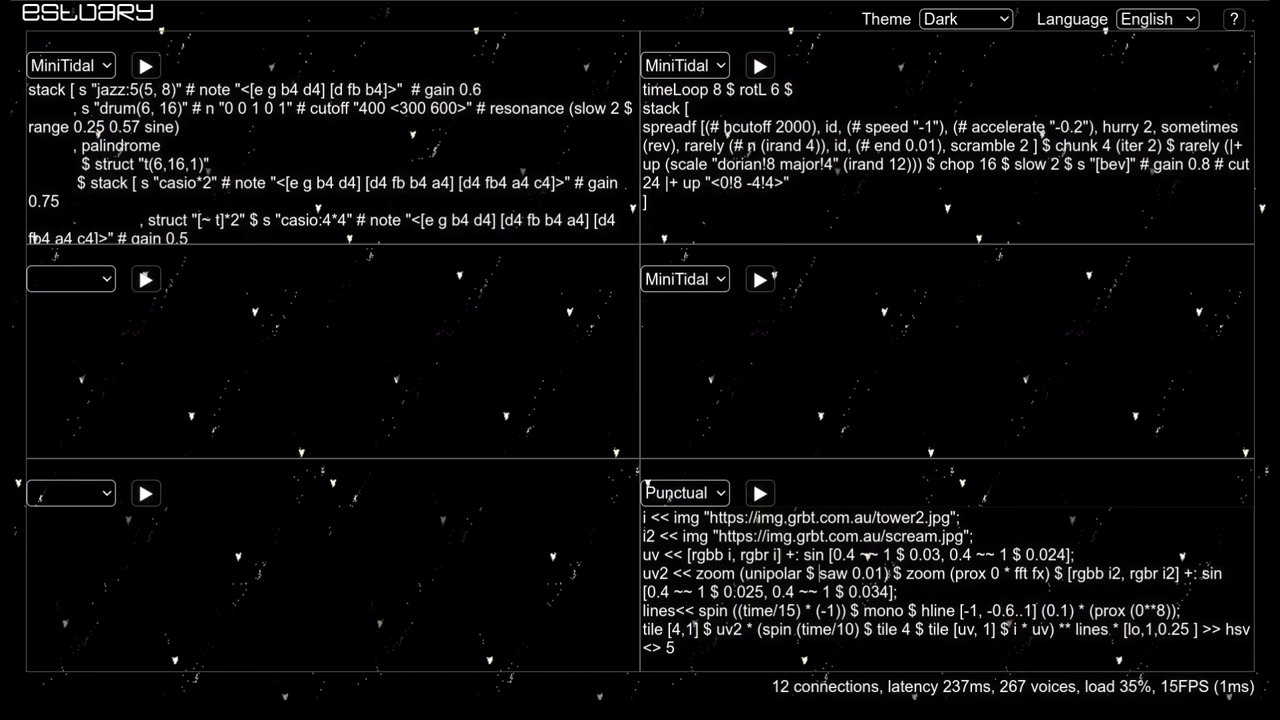 estuary
Theme Dark Language English ?
MiniTidal
stack [ s "jazz:5(5, 8)" # note "<[e g b4 d4] [d fb b4]>" # gain 0.6
, s "drum(6, 16)" # n "0 0 1 0 1" # cutoff "400 <300 600>" # resonance (slow 2 $
range 0.25 0.57 sine)
, palindrome
$ struct "t(6,16,1)"
$ stack [ s "casio*2" # note "<[e g b4 d4] [d4 fb b4 a4] [d4 fb4 a4 c4]>" # gain
0.75
, struct "[~ t]*2" $ s "casio:4*4" # note "<[e g b4 d4] [d4 fb b4 a4] [d4
fb4 a4 c4]>" # gain 0.5
MiniTidal
timeLoop 8 $ rotL 6 $
stack [
spreadf [(# hcutoff 2000), id, (# speed "-1"), (# accelerate "-0.2"), hurry 2, sometimes
(rev), rarely (# n (irand 4)), id, (# end 0.01), scramble 2 ] $ chunk 4 (iter 2) $ rarely (|+
up (scale "dorian!8 major!4" (irand 12))) $ chop 16 $ slow 2 $ s "[bev]" # gain 0.8 # cut
24 |+ up "<0!8 -4!4>"
]
MiniTidal
Punctual
i << img "https://img.grbt.com.au/tower2.jpg";
i2 << img "https://img.grbt.com.au/scream.jpg";
uv << [rgbb i, rgbr i] +: sin [0.4 ~~ 1 $ 0.03, 0.4 ~~ 1 $ 0.024];
uv2 << zoom (unipolar $ saw 0.01) $ zoom (prox 0 * fft fx) $ [rgbb i2, rgbr i2] +: sin
[0.4 ~~ 1 $ 0.025, 0.4 ~~ 1 $ 0.034];
lines<< spin ((time/15) * (-1)) $ mono $ hline [-1, -0.6..1] (0.1) * (prox (0**8));
tile [4,1] $ uv2 * (spin (time/10) $ tile 4 $ tile [uv, 1] $ i * uv) ** lines * [lo,1,0.25 ] >> hsv
<> 5
12 connections, latency 237ms, 267 voices, load 35%, 15FPS (1ms)